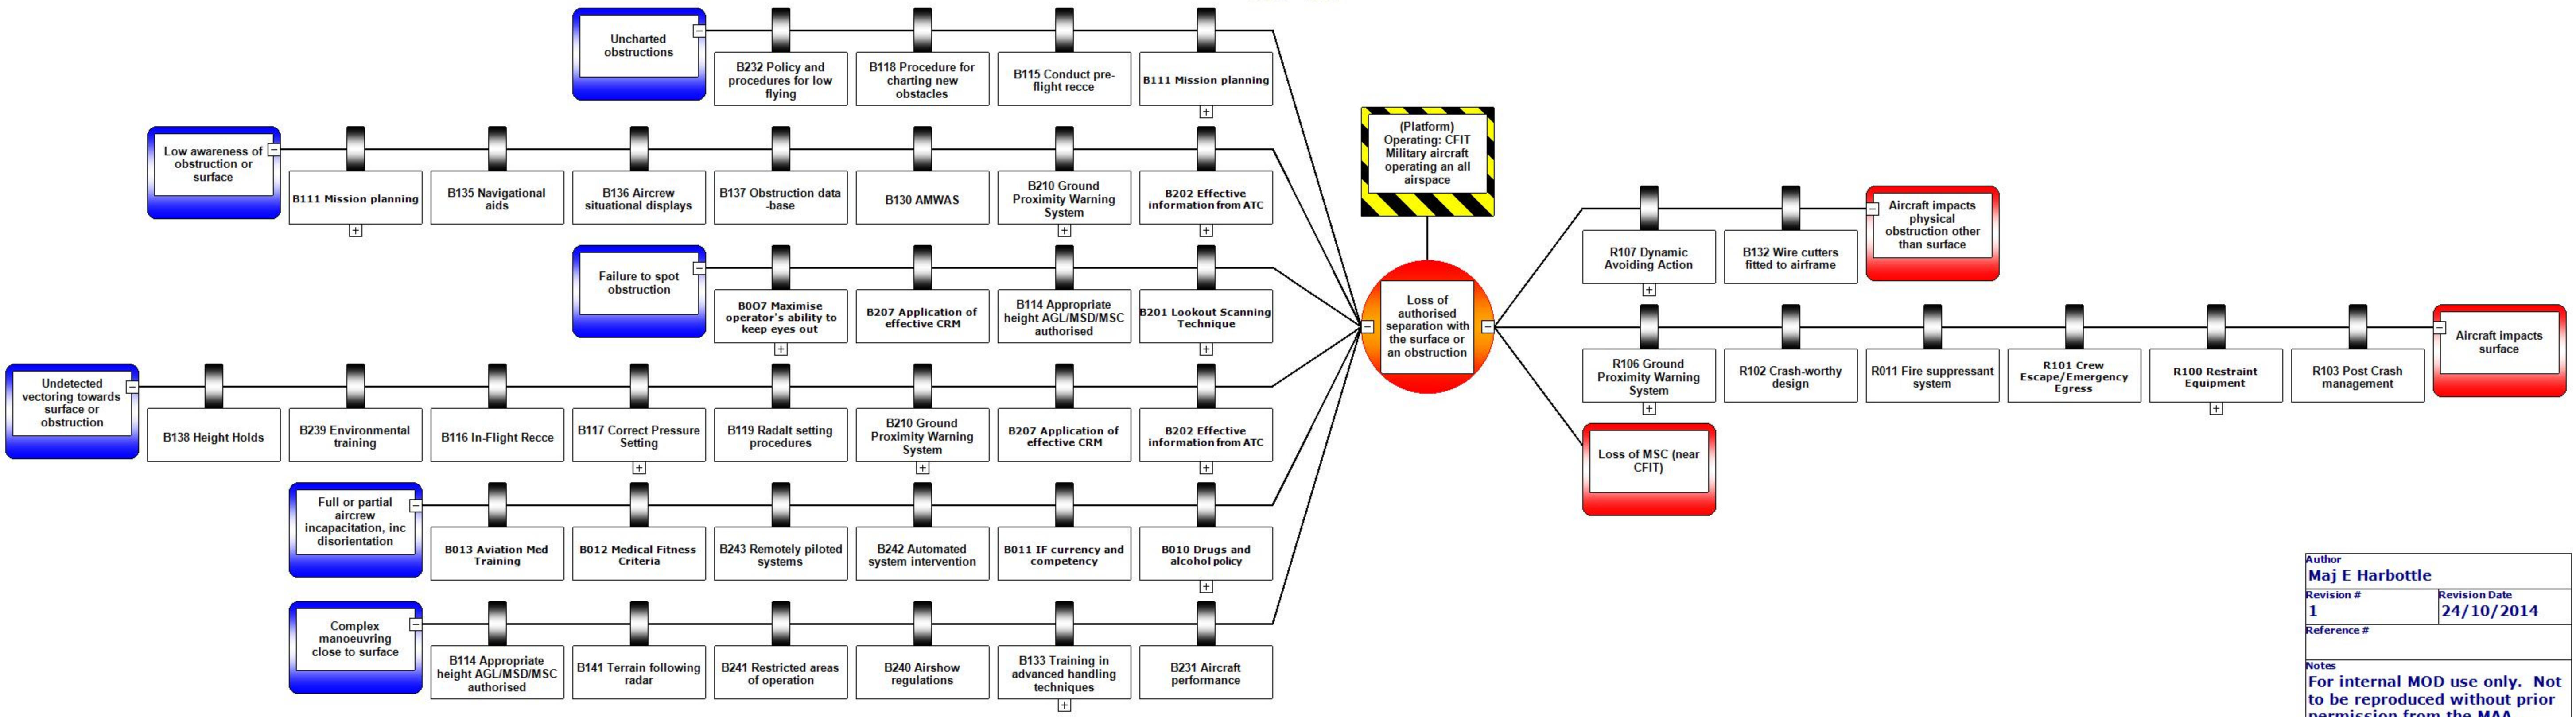 Uncharted
obstructions
B232 Policy and
procedures for low
flying
B118 Procedure for
charting new
obstacles
B115 Conduct pre-
flight recce
B111 Mission planning
Low awareness of
obstruction or
surface
B111 Mission planning
B135 Navigational
aids
B136 Aircrew
situational displays
B137 Obstruction data
-base
B130 AMWAS
B210 Ground
Proximity Warning
System
B202 Effective
information from ATC
Failure to spot
obstruction
B0O7 Maximise
operator's ability to
keep eyes out
B207 Application of
effective CRM
B114 Appropriate
height AGL/MSD/MSC
authorised
B201 Lookout Scanning
Technique
Undetected
vectoring towards
surface or
obstruction
B138 Height Holds
B239 Environmental
training
B116 In-Flight Recce
B117 Correct Pressure
Setting
B119 Radalt setting
procedures
B210 Ground
Proximity Warning
System
B207 Application of
effective CRM
B202 Effective
information from ATC
Full or partial
aircrew
incapacitation, inc
disorientation
B013 Aviation Med
Training
B012 Medical Fitness
Criteria
B243 Remotely piloted
systems
B242 Automated
system intervention
B011 IF currency and
competency
B010 Drugs and
alcohol policy
Complex
manoeuvring
close to surface
B114 Appropriate
height AGL/MSD/MSC
authorised
B141 Terrain following
radar
B241 Restricted areas
of operation
B240 Airshow
regulations
B133 Training in
advanced handling
techniques
B231 Aircraft
performance
(Platform)
Operating: CFIT
Military aircraft
operating an all
airspace
Loss of
authorised
separation with
the surface or
an obstruction
R107 Dynamic
Avoiding Action
B132 Wire cutters
fitted to airframe
Aircraft impacts
physical
obstruction other
than surface
R106 Ground
Proximity Warning
System
R102 Crash-worthy
design
R011 Fire suppressant
system
R101 Crew
Escape/Emergency
Egress
R100 Restraint
Equipment
R103 Post Crash
management
Aircraft impacts
surface
Loss of MSC (near
CFIT)
Author
Maj E Harbottle
Revision #
1
Revision Date
24/10/2014
Reference #
Notes
For internal MOD use only. Not
to be reproduced without prior
permission from the MAA